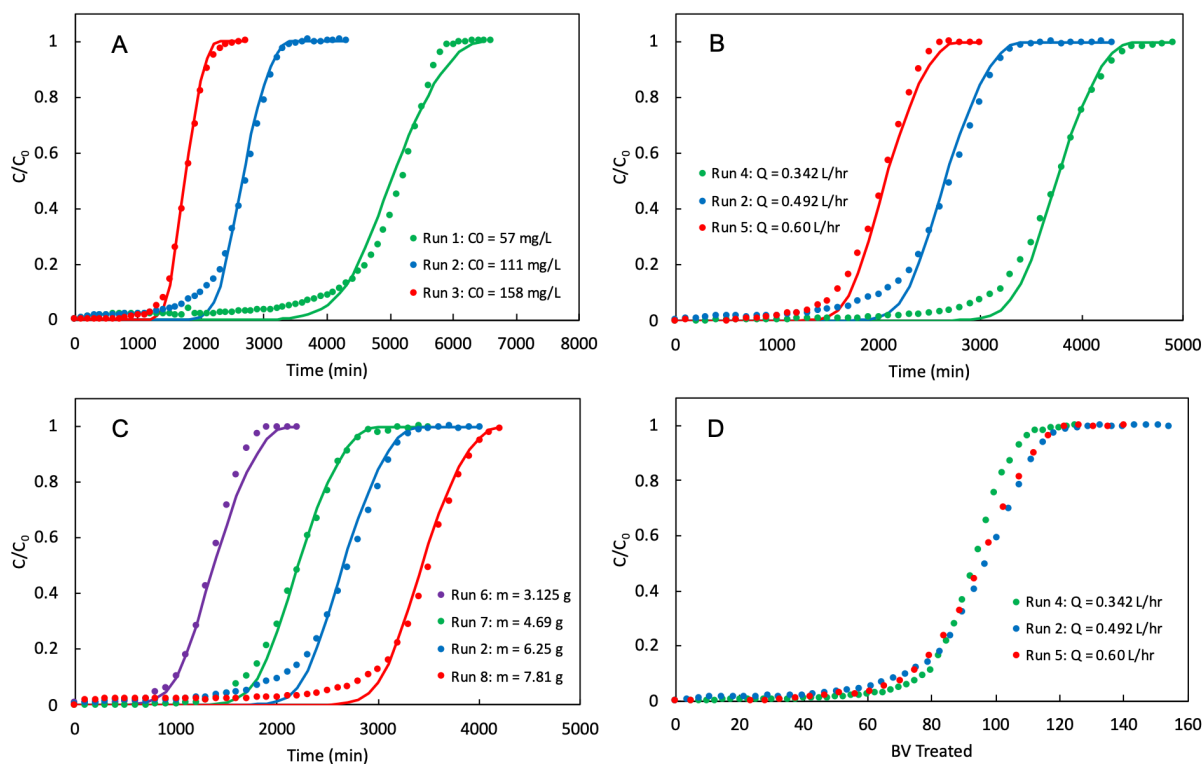 A
C/C0
1
0.8
0.6
0.4
0.2
0
Run 1: C0 = 57 mg/L
Run 2: C0 = 111 mg/L
Run 3: C0 = 158 mg/L
0 1000 2000 3000 4000 5000 6000 7000 8000
Time (min)
B
C/C0
1
0.8
0.6
0.4
0.2
0
Run 4: Q = 0.342 L/hr
Run 2: Q = 0.492 L/hr
Run 5: Q = 0.60 L/hr
0 1000 2000 3000 4000 5000
Time (min)
C
C/C0
1
0.8
0.6
0.4
0.2
0
Run 6: m = 3.125 g
Run 7: m = 4.69 g
Run 2: m = 6.25 g
Run 8: m = 7.81 g
0 1000 2000 3000 4000 5000
Time (min)
D
C/C0
1
0.8
0.6
0.4
0.2
0
Run 4: Q = 0.342 L/hr
Run 2: Q = 0.492 L/hr
Run 5: Q = 0.60 L/hr
0 20 40 60 80 100 120 140 160
BV Treated